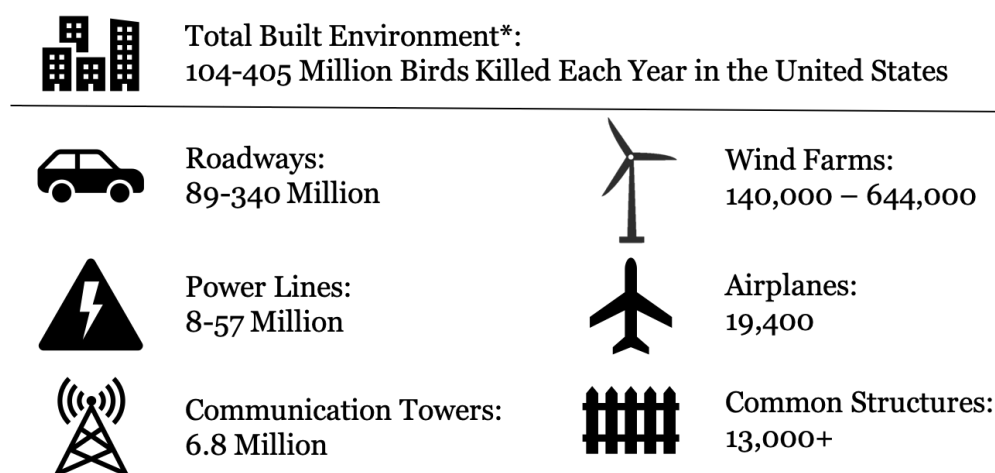 Total Built Environment*:
104-405 Million Birds Killed Each Year in the United States
Roadways:
89-340 Million
Wind Farms:
140,000 – 644,000
Power Lines:
8-57 Million
Airplanes:
19,400
Communication Towers:
6.8 Million
Common Structures:
13,000+